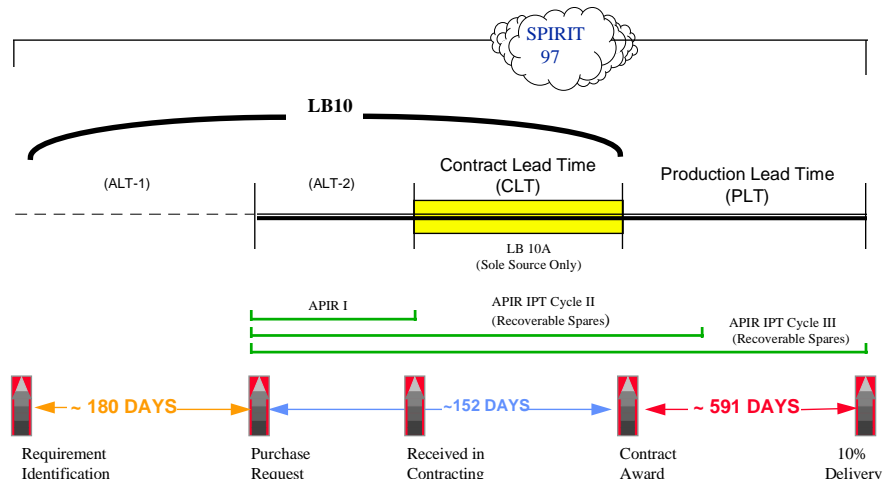 SPIRIT
97
LB10
(ALT-1)
(ALT-2)
Contract Lead Time
(CLT)
Production Lead Time
(PLT)
LB 10A
(Sole Source Only)
APIR I
APIR IPT Cycle II
(Recoverable Spares)
APIR IPT Cycle III
(Recoverable Spares)
~ 180 DAYS
~152 DAYS
~ 591 DAYS
Requirement
Identification
Purchase
Request
Received in
Contracting
Contract
Award
10%
Delivery